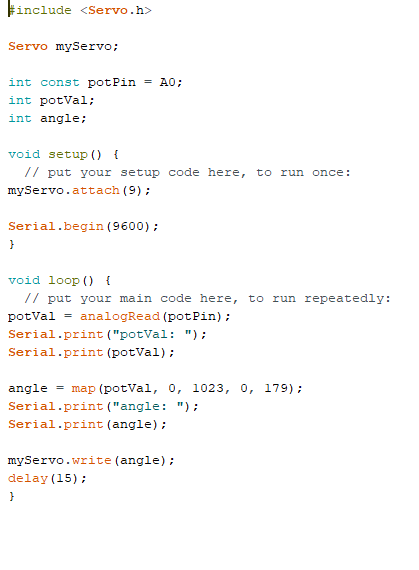 #include <Servo.h>
Servo myServo;
int const potPin = A0;
int potVal;
int angle;
void setup() {
// put your setup code here, to run once:
myServo.attach(9);
Serial.begin(9600);
}
void loop() {
// put your main code here, to run repeatedly:
potVal = analogRead(potPin);
Serial.print("potVal: ");
Serial.print(potVal);
angle = map(potVal, 0, 1023, 0, 179);
Serial.print("angle: ");
Serial.print(angle);
myServo.write(angle);
delay(15);
}